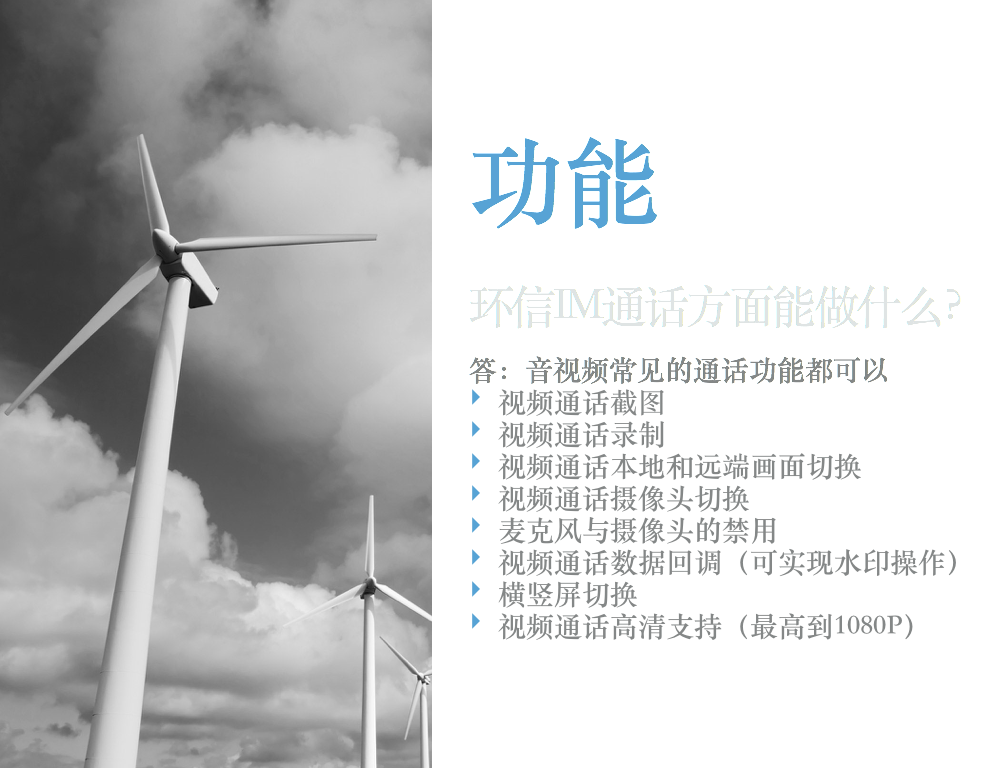 功能
环信IM通话方面能做什么?
答：音视频常见的通话功能都可以
视频通话截图
视频通话录制
视频通话本地和远端画面切换
视频通话摄像头切换
麦克风与摄像头的禁用
视频通话数据回调（可实现水印操作）
横竖屏切换
视频通话高清支持（最高到1080P）